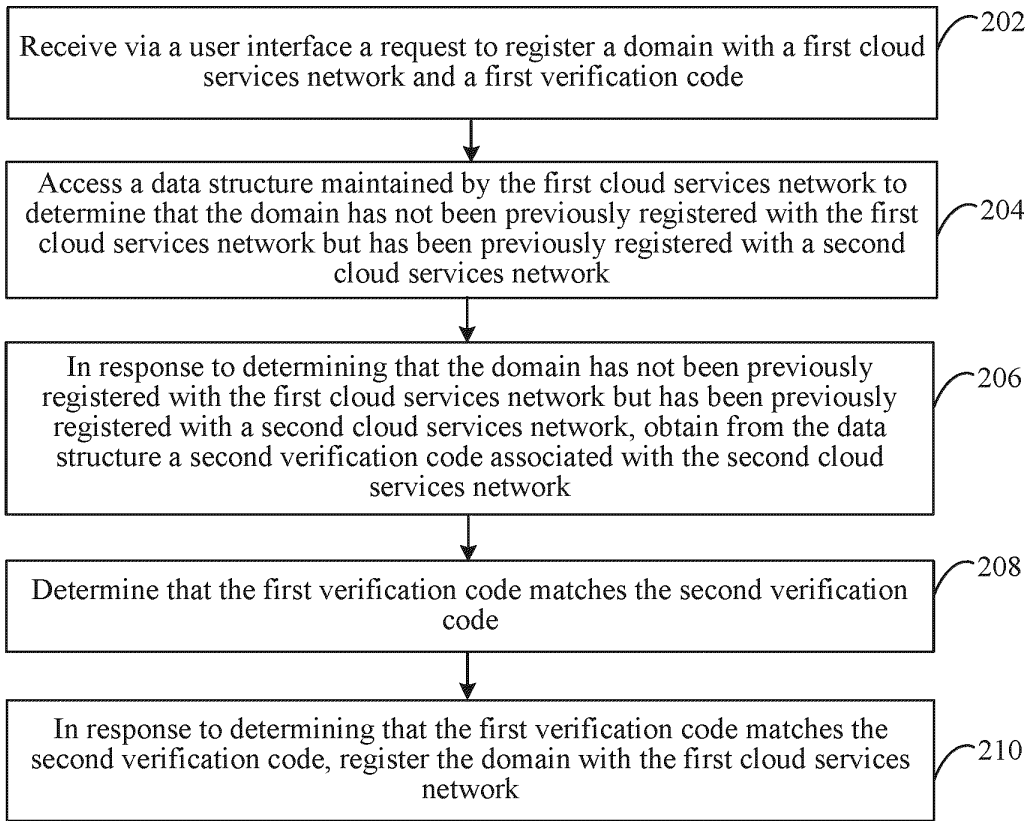 Receive via a user interface a request to register a domain with a first cloud
services network and a first verification code
202
Access a data structure maintained by the first cloud services network to
determine that the domain has not been previously registered with the first
cloud services network but has been previously registered with a second
cloud services network
204
In response to determining that the domain has not been previously
registered with the first cloud services network but has been previously
registered with a second cloud services network, obtain from the data
structure a second verification code associated with the second cloud
services network
206
Determine that the first verification code matches the second verification
code
208
In response to determining that the first verification code matches the
second verification code, register the domain with the first cloud services
network
210